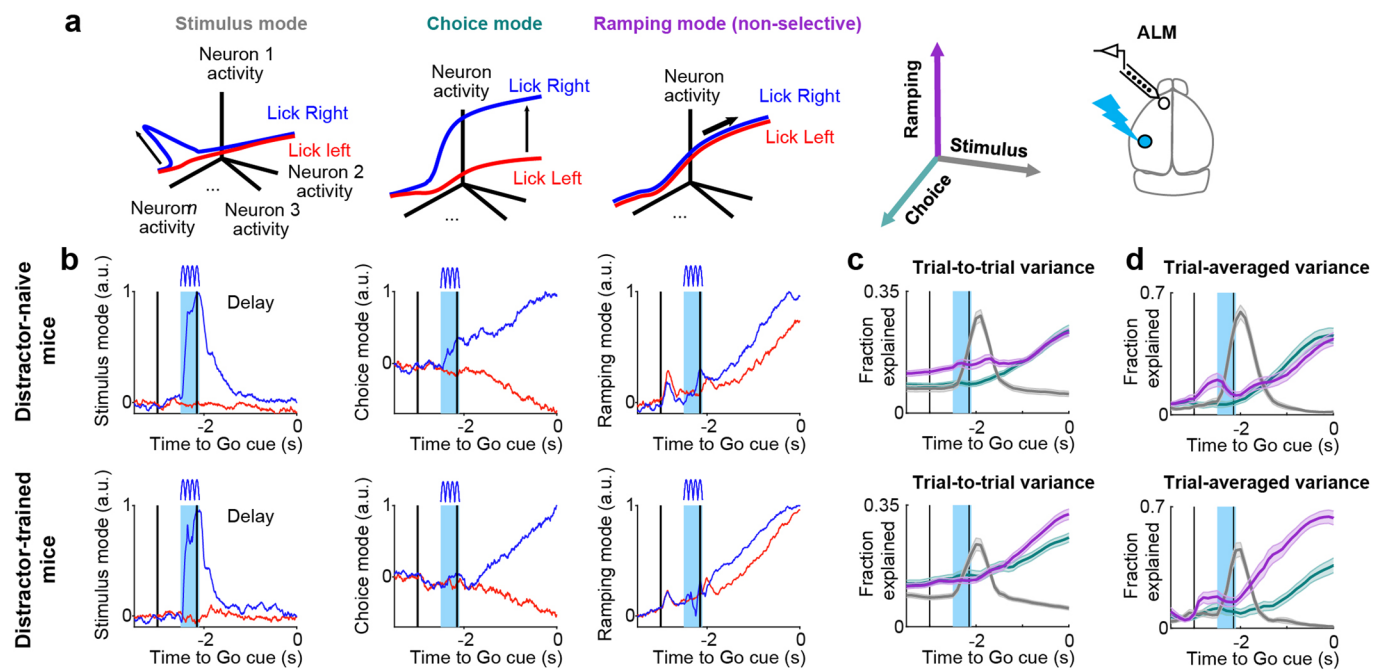 a
Stimulus mode
Neuron 1
activity
Lick Right
Lick left
Neuron 2
activity
...
Neuron n
activity
Neuron 3
activity
Choice mode
Neuron
activity
Lick Right
Lick Left
...
Ramping mode (non-selective)
Neuron
activity
Lick Right
Lick Left
...
Ramping
Stimulus
Choice
ALM
b
Distractor-naive
mice
Stimulus mode (a.u.)
1
0
Delay
-2
0
Time to Go cue (s)
Choice mode (a.u.)
1
0
-2
0
Time to Go cue (s)
Ramping mode (a.u.)
1
0
-2
0
Time to Go cue (s)
c
Trial-to-trial variance
Fraction
explained
0.35
0
-2
0
Time to Go cue (s)
d
Trial-averaged variance
Fraction
explained
0.7
0
-2
0
Time to Go cue (s)
Distractor-trained
mice
Stimulus mode (a.u.)
1
0
Delay
-2
0
Time to Go cue (s)
Choice mode (a.u.)
1
0
-2
0
Time to Go cue (s)
Ramping mode (a.u.)
1
0
-2
0
Time to Go cue (s)
Trial-to-trial variance
Fraction
explained
0.35
0
-2
0
Time to Go cue (s)
Trial-averaged variance
Fraction
explained
0.7
0
-2
0
Time to Go cue (s)